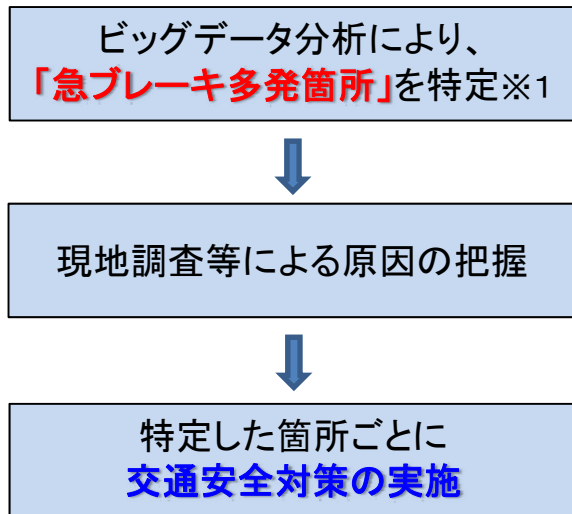 ビッグデータ分析により、
「急ブレーキ多発箇所」を特定※1
現地調査等による原因の把握
特定した箇所ごとに
交通安全対策の実施